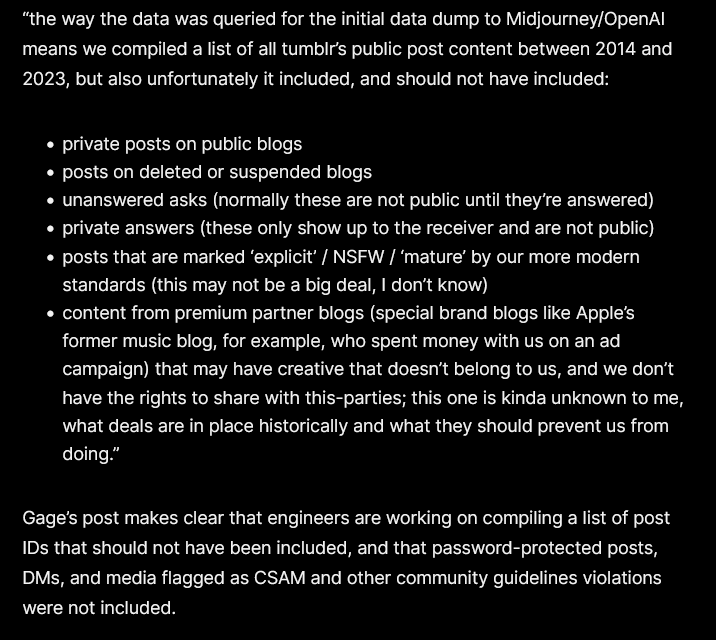 “the way the data was queried for the initial data dump to Midjourney/OpenAI
means we compiled a list of all tumblr’s public post content between 2014 and
2023, but also unfortunately it included, and should not have included:
• private posts on public blogs
• posts on deleted or suspended blogs
• unanswered asks (normally these are not public until they’re answered)
• private answers (these only show up to the receiver and are not public)
• posts that are marked ‘explicit’ / NSFW / ‘mature’ by our more modern
standards (this may not be a big deal, I don’t know)
• content from premium partner blogs (special brand blogs like Apple’s
former music blog, for example, who spent money with us on an ad
campaign) that may have creative that doesn’t belong to us, and we don’t
have the rights to share with this-parties; this one is kinda unknown to me,
what deals are in place historically and what they should prevent us from
doing.”
Gage’s post makes clear that engineers are working on compiling a list of post
IDs that should not have been included, and that password-protected posts,
DMs, and media flagged as CSAM and other community guidelines violations
were not included.